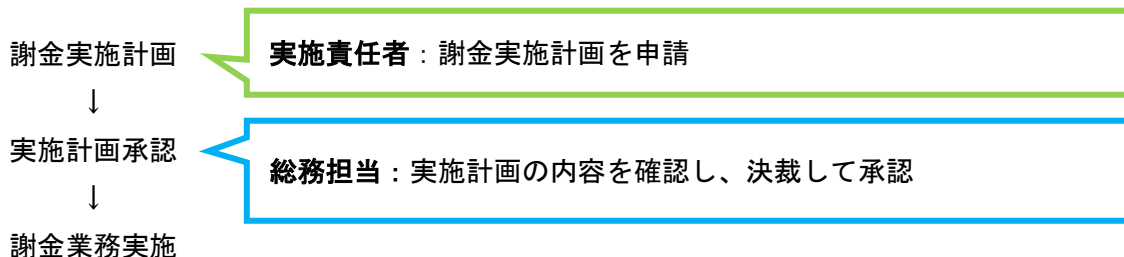 謝金実施計画
実施責任者：謝金実施計画を申請
↓
実施計画承認
総務担当：実施計画の内容を確認し、決裁して承認
↓
謝金業務実施